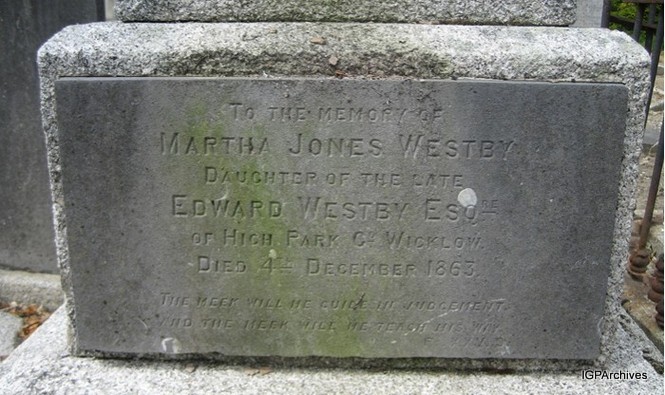 To the memory of
Martha Jones Westby
Daughter of the late
Edward Westby Esqre
of High Park Co. Wicklow.
Died 4th December 1863.
The meek will he guide in judgement,
and the meek will he teach his way.
IGPArchives